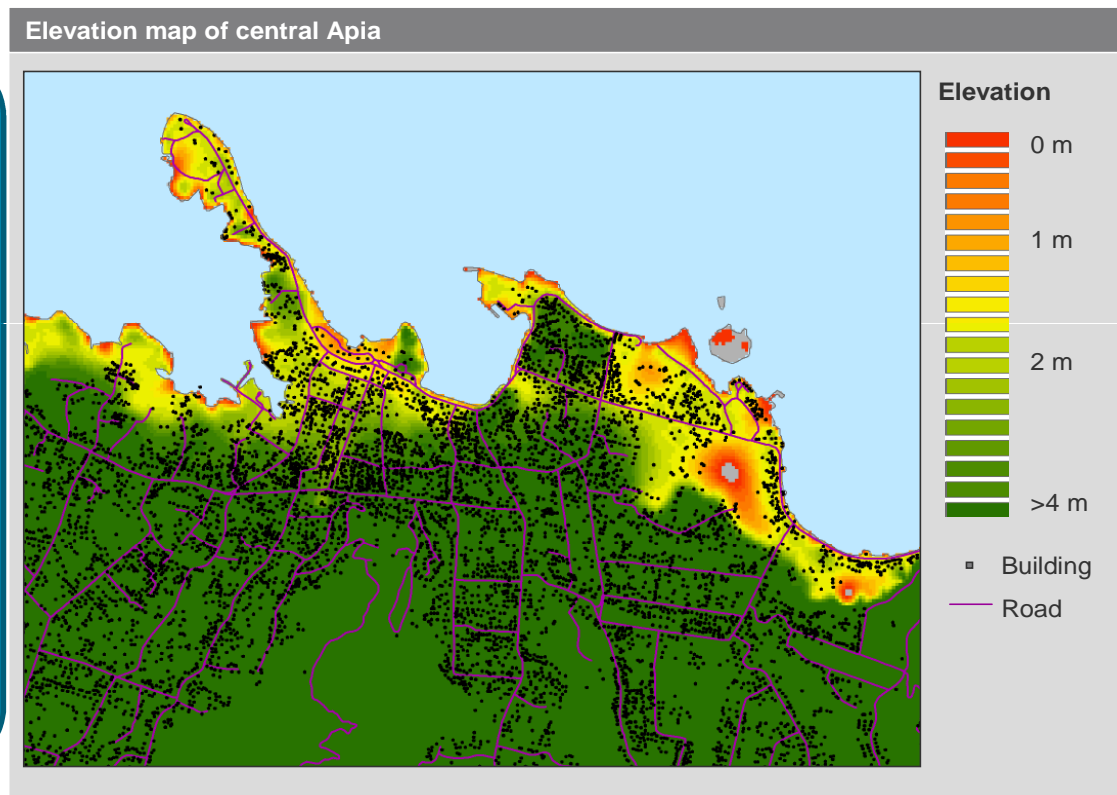 Elevation map of central Apia
Elevation
0 m
1 m
2 m
>4 m
Building
Road